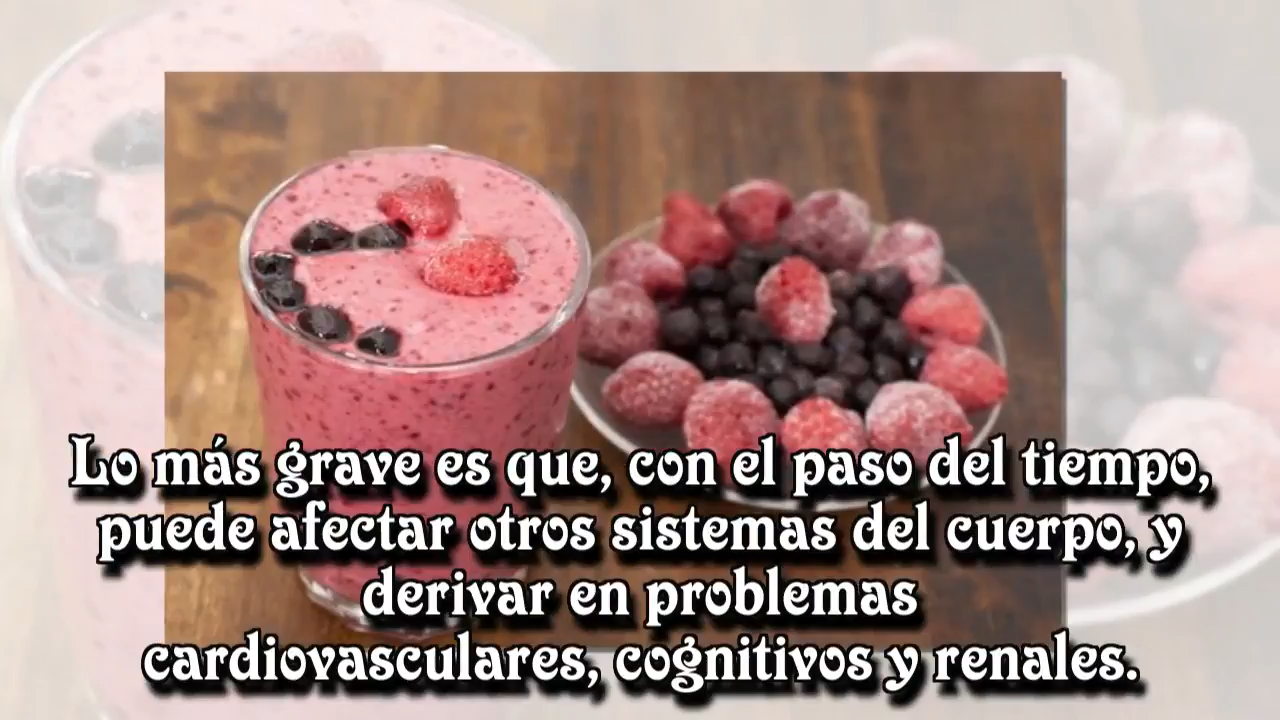 Lo más grave es que, con el paso del tiempo,
puede afectar otros sistemas del cuerpo, y
derivar en problemas
cardiovasculares, cognitivos y renales.